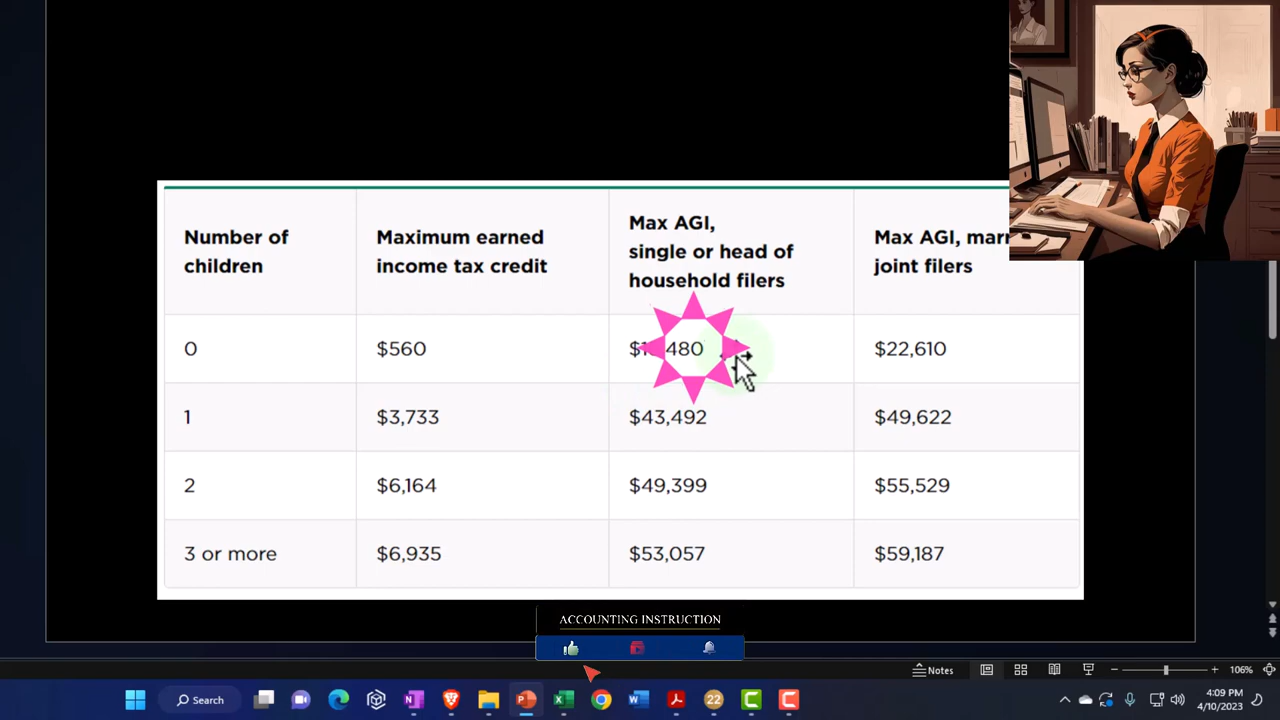 Number of children
Maximum earned income tax credit
Max AGI, single or head of household filers
Max AGI, joint filers
0
$560
$22,610
1
$3,733
$43,492
$49,622
2
$6,164
$49,399
$55,529
3 or more
$6,935
$53,057
$59,187
ACCOUNTING INSTRUCTION
Notes
106%
Search
22
4:09 PM
4/10/2023